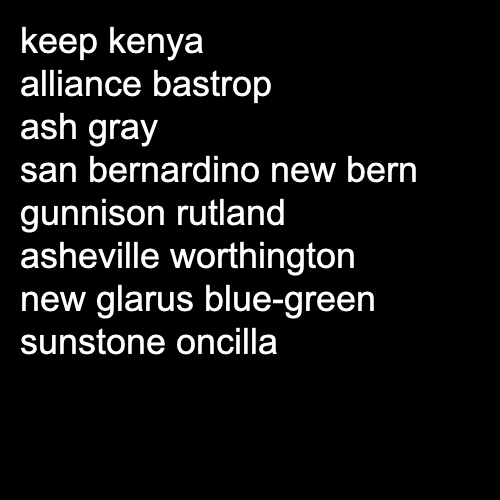 keep kenya
alliance bastrop
ash gray
san bernardino new bern
gunnison rutland
asheville worthington
new glarus blue-green
sunstone oncilla